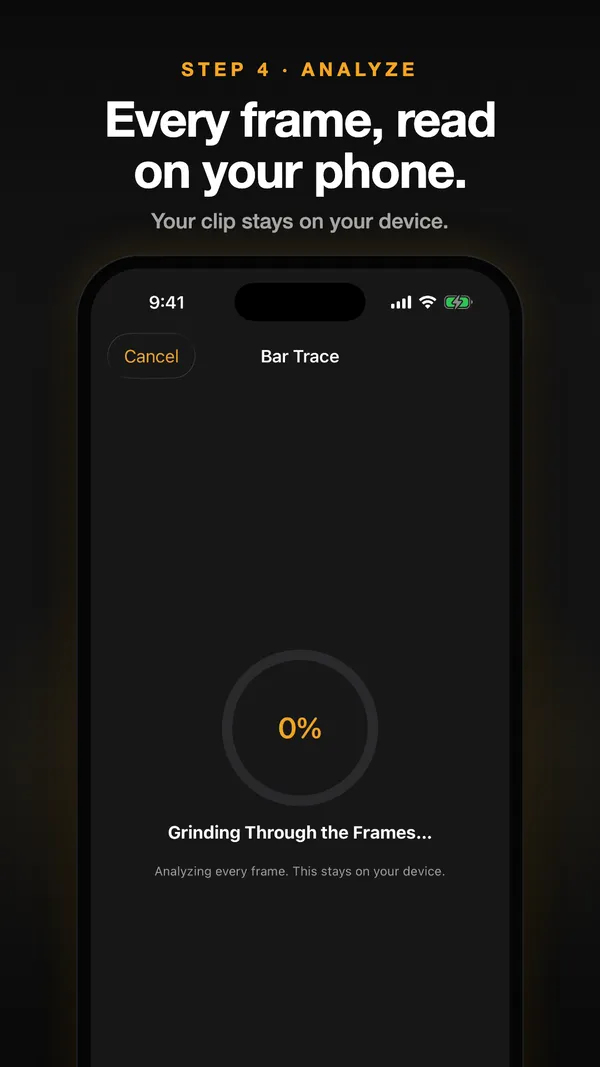 STEP 4 · ANALYZE
Every frame, read
on your phone.
Your clip stays on your device.
9:41
Cancel
Bar Trace
0%
Grinding Through the Frames...
Analyzing every frame. This stays on your device.